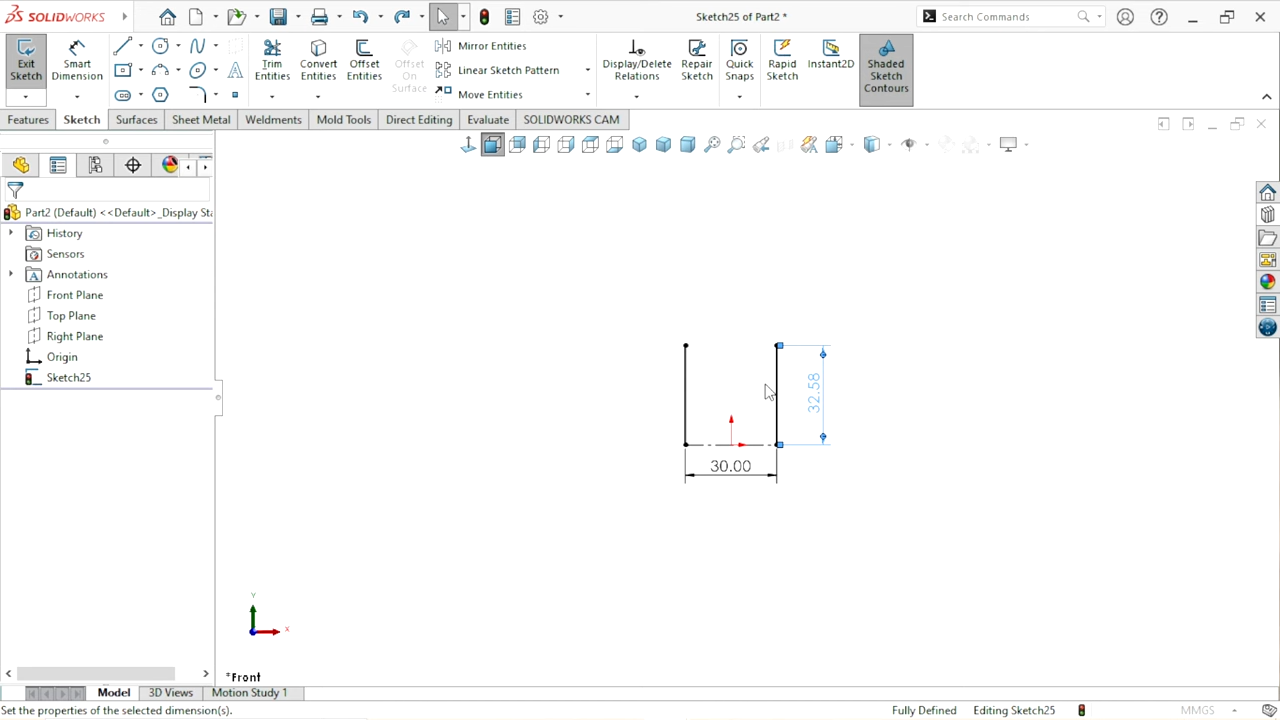 SOLIDWORKS
Sketch25 of Part2 *
Search Commands
Exit Sketch
Smart Dimension
Trim Entities
Convert Entities
Offset Entities
Offset On Surface
Mirror Entities
Linear Sketch Pattern
Move Entities
Display/Delete Relations
Repair Sketch
Quick Snaps
Rapid Sketch
Instant2D
Shaded Sketch Contours
Features
Sketch
Surfaces
Sheet Metal
Weldments
Mold Tools
Direct Editing
Evaluate
SOLIDWORKS CAM
Part2 (Default) <<Default>_Display Sta
History
Sensors
Annotations
Front Plane
Top Plane
Right Plane
Origin
Sketch25
32.58
30.00
Y
X
*Front
Model
3D Views
Motion Study 1
Set the properties of the selected dimension(s).
Fully Defined
Editing Sketch25
MMGS